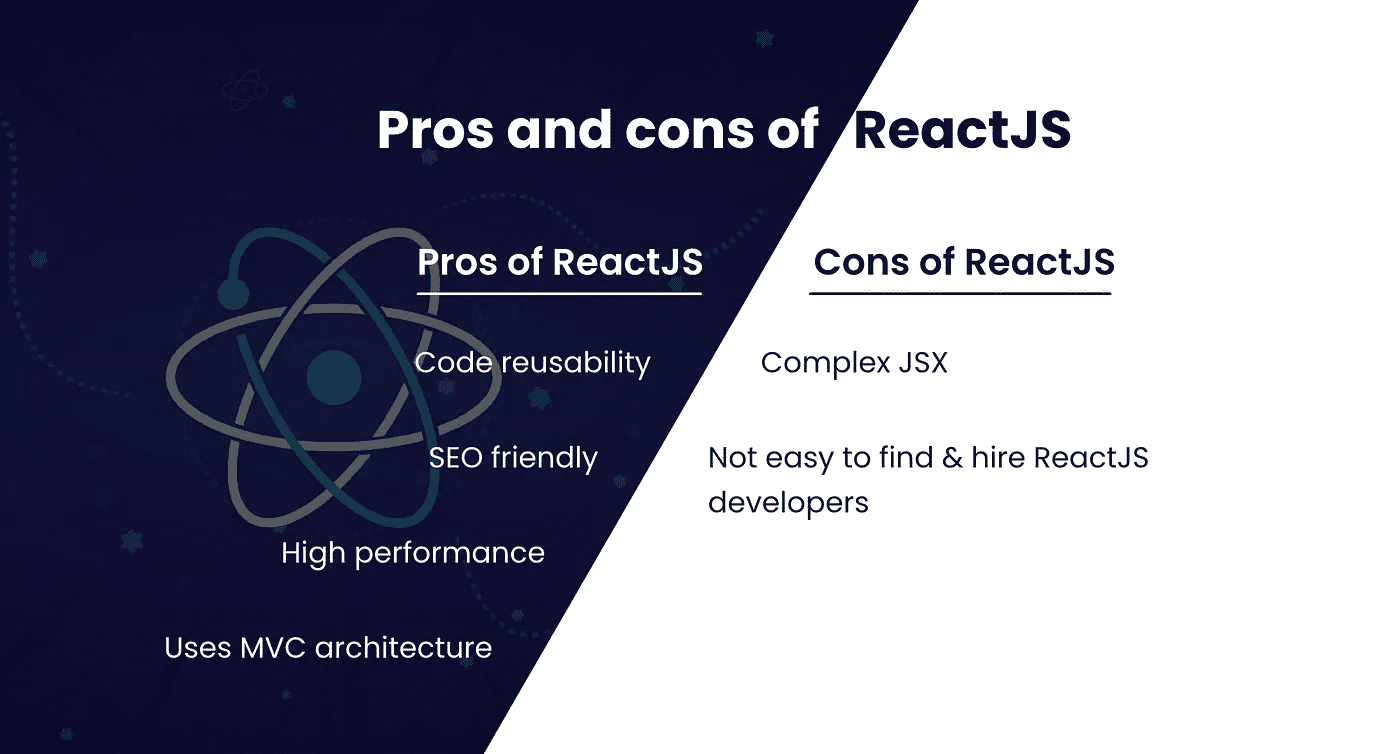 Pros and cons of ReactJS
Pros of ReactJS
Code reusability
SEO friendly
High performance
Uses MVC architecture
Cons of ReactJS
Complex JSX
Not easy to find & hire ReactJS
developers